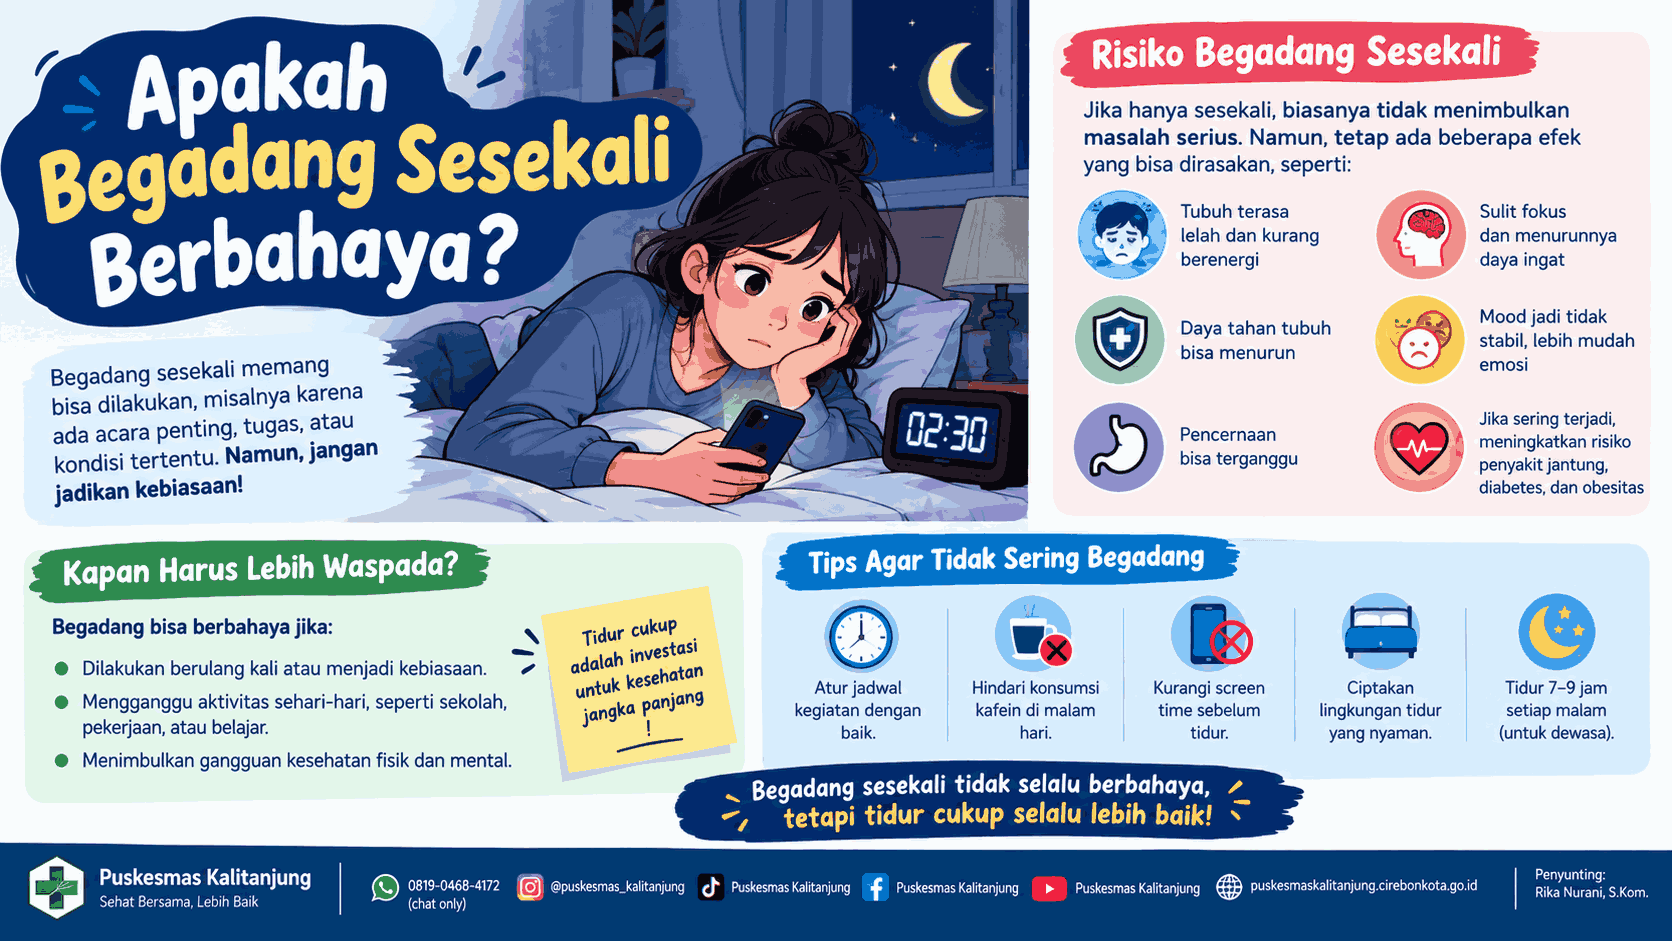 Apakah
Begadang Sesekali
Berbahaya?
Begadang sesekali memang
bisa dilakukan, misalnya karena
ada acara penting, tugas, atau
kondisi tertentu. Namun, jangan
jadikan kebiasaan!
02:30
Risiko Begadang Sesekali
Jika hanya sesekali, biasanya tidak menimbulkan
masalah serius. Namun, tetap ada beberapa efek
yang bisa dirasakan, seperti:
Tubuh terasa
lelah dan kurang
berenergi
Sulit fokus
dan menurunnya
daya ingat
Daya tahan tubuh
bisa menurun
Mood jadi tidak
stabil, lebih mudah
emosi
Pencernaan
bisa terganggu
Jika sering terjadi,
meningkatkan risiko
penyakit jantung,
diabetes, dan obesitas
Kapan Harus Lebih Waspada?
Begadang bisa berbahaya jika:
Dilakukan berulang kali atau menjadi kebiasaan.
Mengganggu aktivitas sehari-hari, seperti sekolah,
pekerjaan, atau belajar.
Menimbulkan gangguan kesehatan fisik dan mental.
Tidur cukup
adalah investasi
untuk kesehatan
jangka panjang
!
Tips Agar Tidak Sering Begadang
Atur jadwal
kegiatan dengan
baik.
Hindari konsumsi
kafein di malam
hari.
Kurangi screen
time sebelum
tidur.
Ciptakan
lingkungan tidur
yang nyaman.
Tidur 7–9 jam
setiap malam
(untuk dewasa).
Begadang sesekali tidak selalu berbahaya,
tetapi tidur cukup selalu lebih baik!
Puskesmas Kalitanjung
Sehat Bersama, Lebih Baik
0819-0468-4172
(chat only)
@puskesmas_kalitanjung
Puskesmas Kalitanjung
Puskesmas Kalitanjung
Puskesmas Kalitanjung
puskesmaskalitanjung.cirebonkota.go.id
Penyunting:
Rika Nurani, S.Kom.